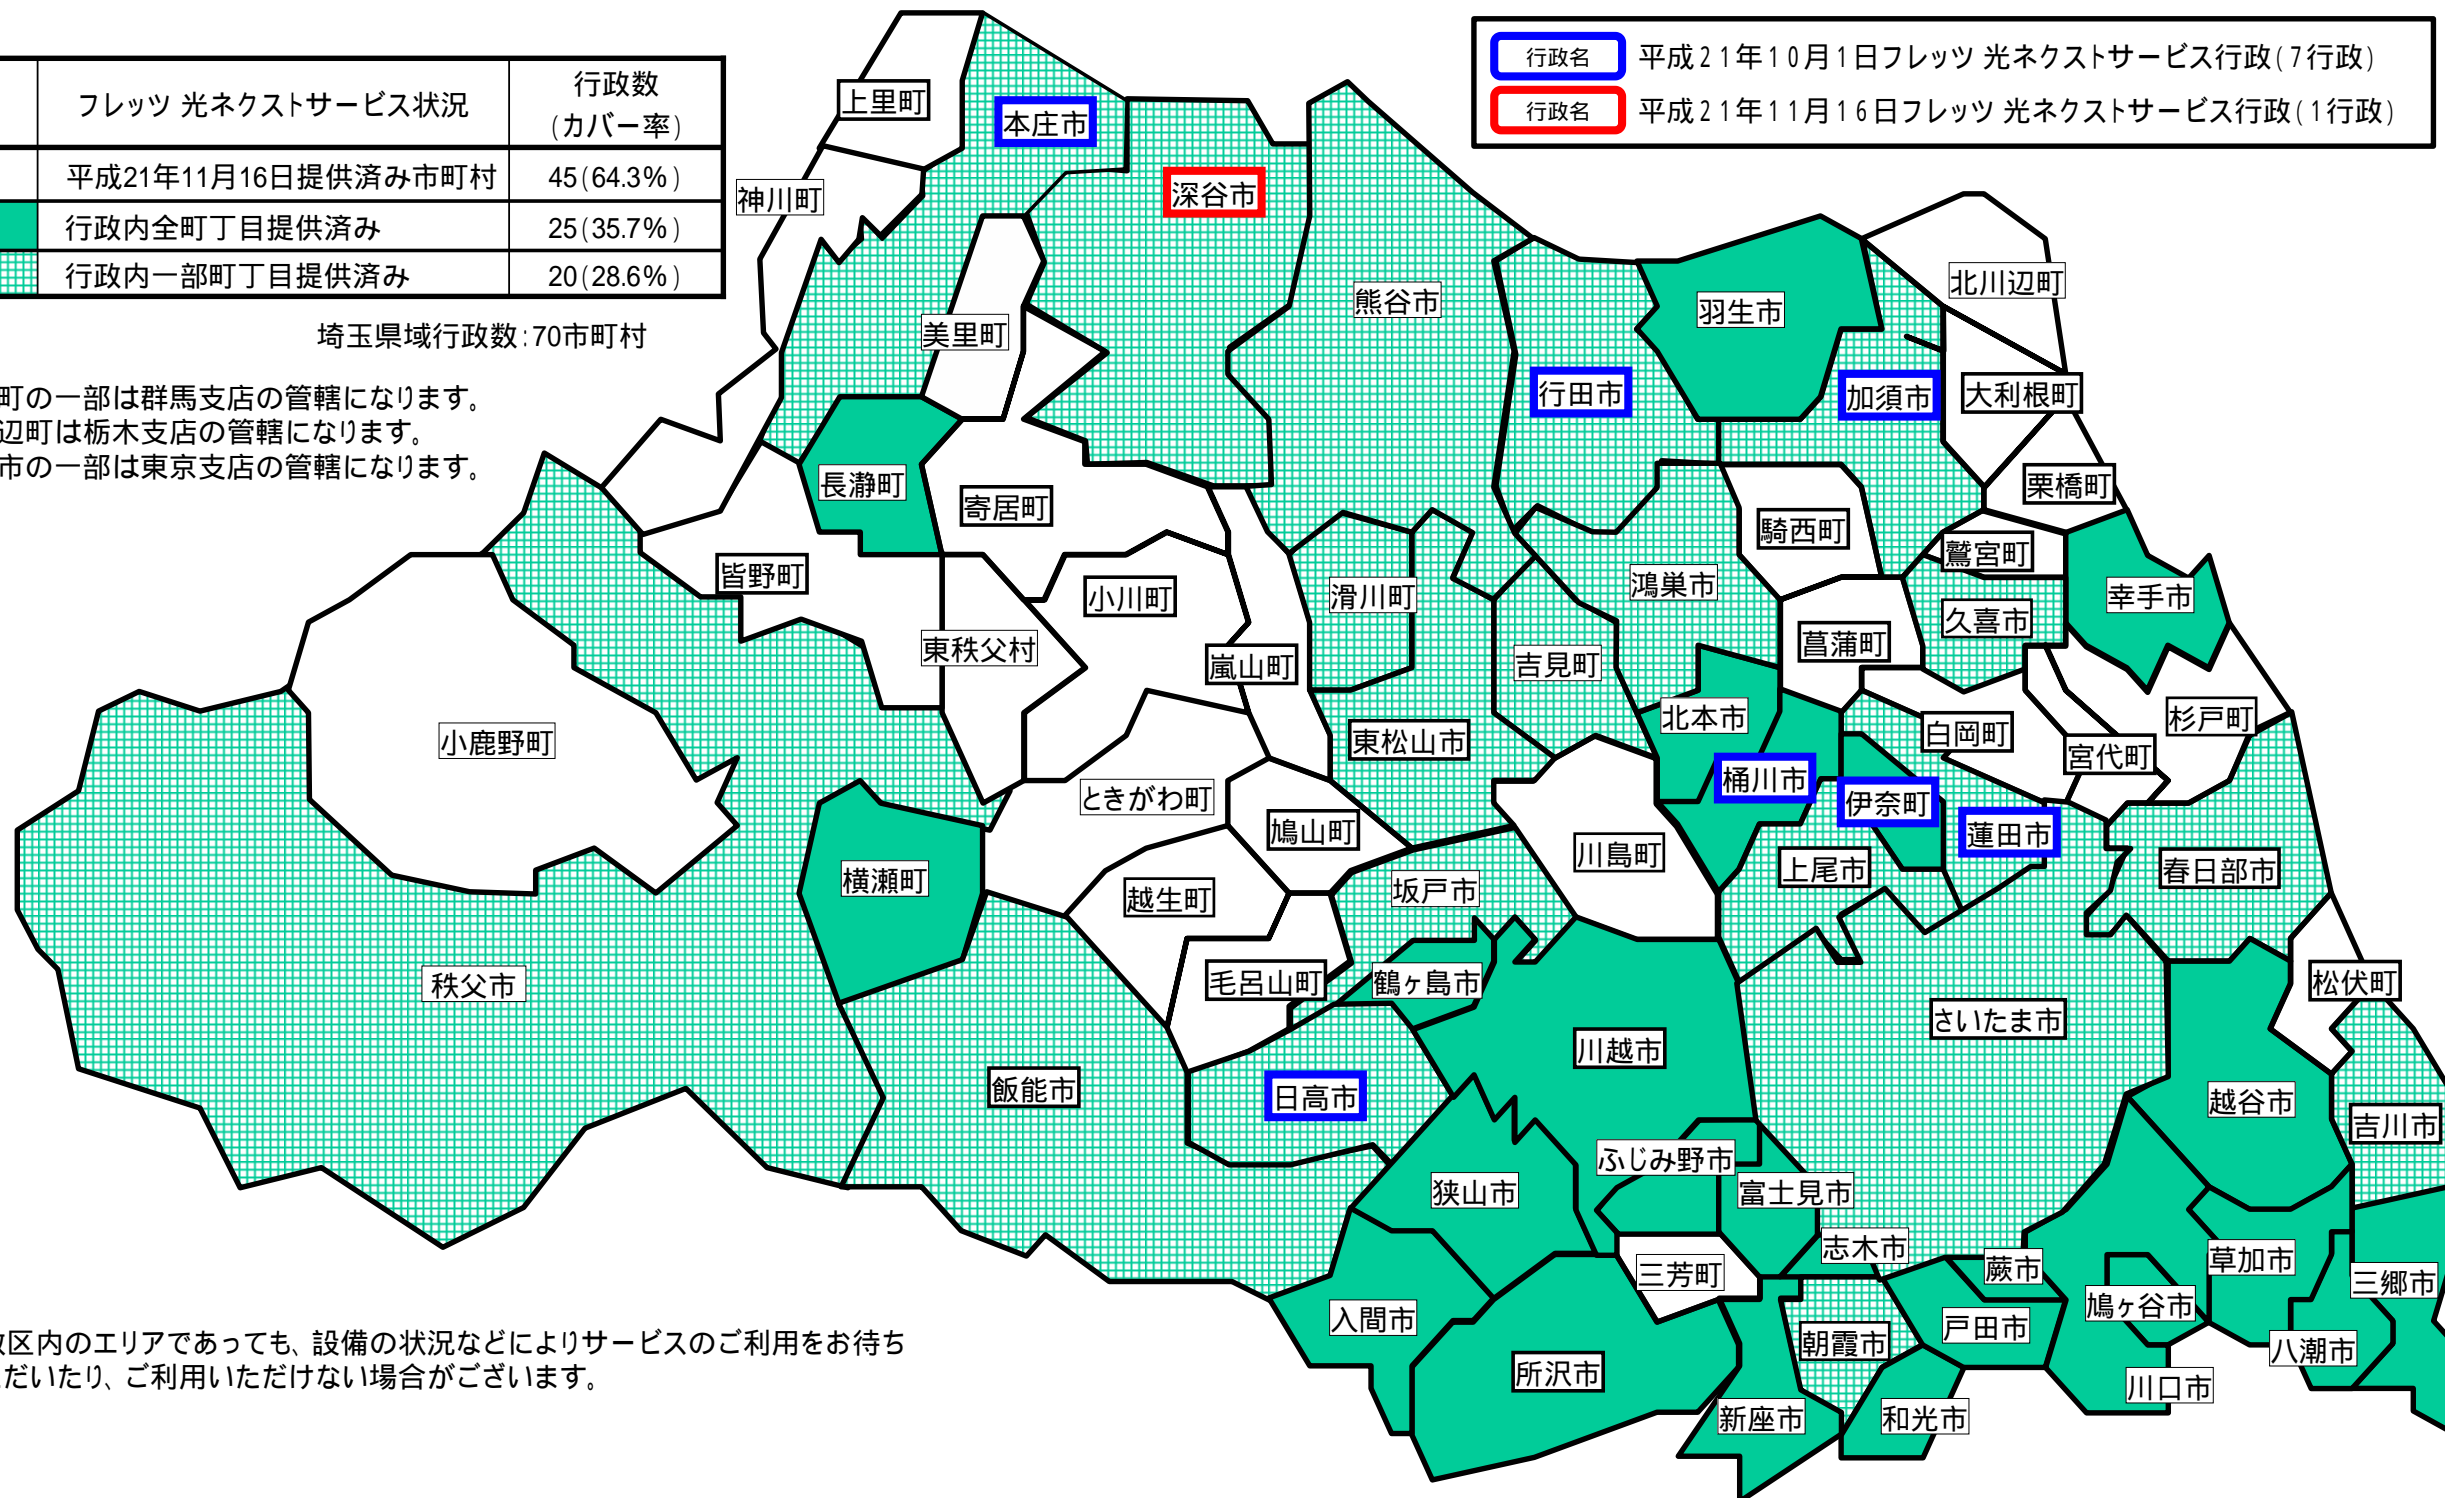 フレッツ 光ネクストサービス状況
行政数
(カバー率)
平成21年11月16日提供済み市町村
45(64.3%)
行政内全町丁目提供済み
25(35.7%)
行政内一部町丁目提供済み
20(28.6%)
埼玉県域行政数:70市町村
町の一部は群馬支店の管轄になります。
辺町は栃木支店の管轄になります。
市の一部は東京支店の管轄になります。
行政名
平成21年10月1日フレッツ 光ネクストサービス行政(7行政)
行政名
平成21年11月16日フレッツ 光ネクストサービス行政(1行政)
上里町
本庄市
神川町
深谷市
熊谷市
北川辺町
羽生市
美里町
行田市
加須市
大利根町
長瀞町
寄居町
栗橋町
騎西町
鷲宮町
皆野町
小川町
滑川町
鴻巣市
幸手市
久喜市
東秩父村
嵐山町
吉見町
菖蒲町
北本市
杉戸町
小鹿野町
東松山市
白岡町
宮代町
桶川市
ときがわ町
伊奈町
鳩山町
蓮田市
川島町
上尾市
春日部市
横瀬町
越生町
坂戸市
秩父市
毛呂山町
鶴ヶ島市
松伏町
さいたま市
川越市
飯能市
日高市
越谷市
吉川市
ふじみ野市
狭山市
富士見市
志木市
草加市
三芳町
蕨市
三郷市
入間市
鳩ヶ谷市
戸田市
朝霞市
八潮市
所沢市
川口市
新座市
和光市
区内のエリアであっても、設備の状況などによりサービスのご利用をお待ち
だいたり、ご利用いただけない場合がございます。